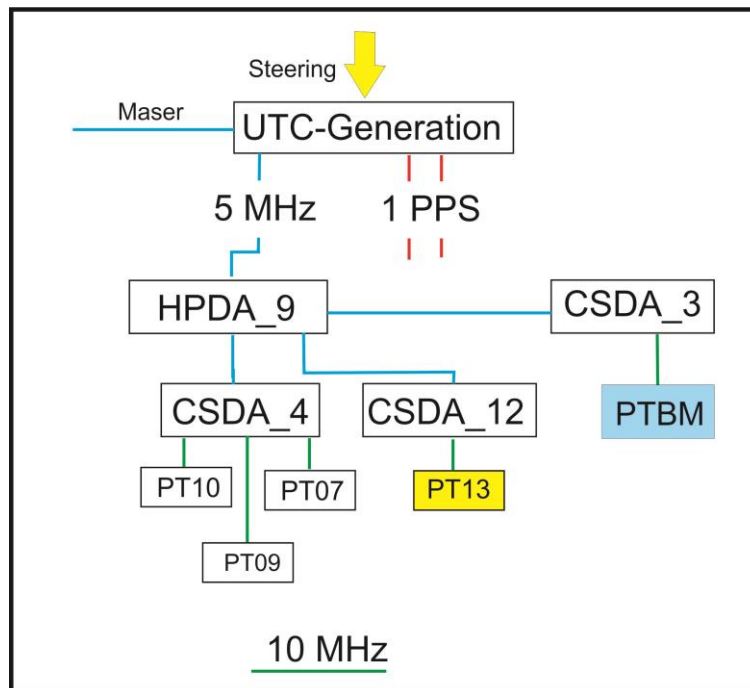 Steering
Maser
UTC-Generation
5 MHz 1 PPS
HPDA_9 CSDA_3
CSDA_4 CSDA_12 PTBM
PT10 PT07 PT13
PT09
10 MHz